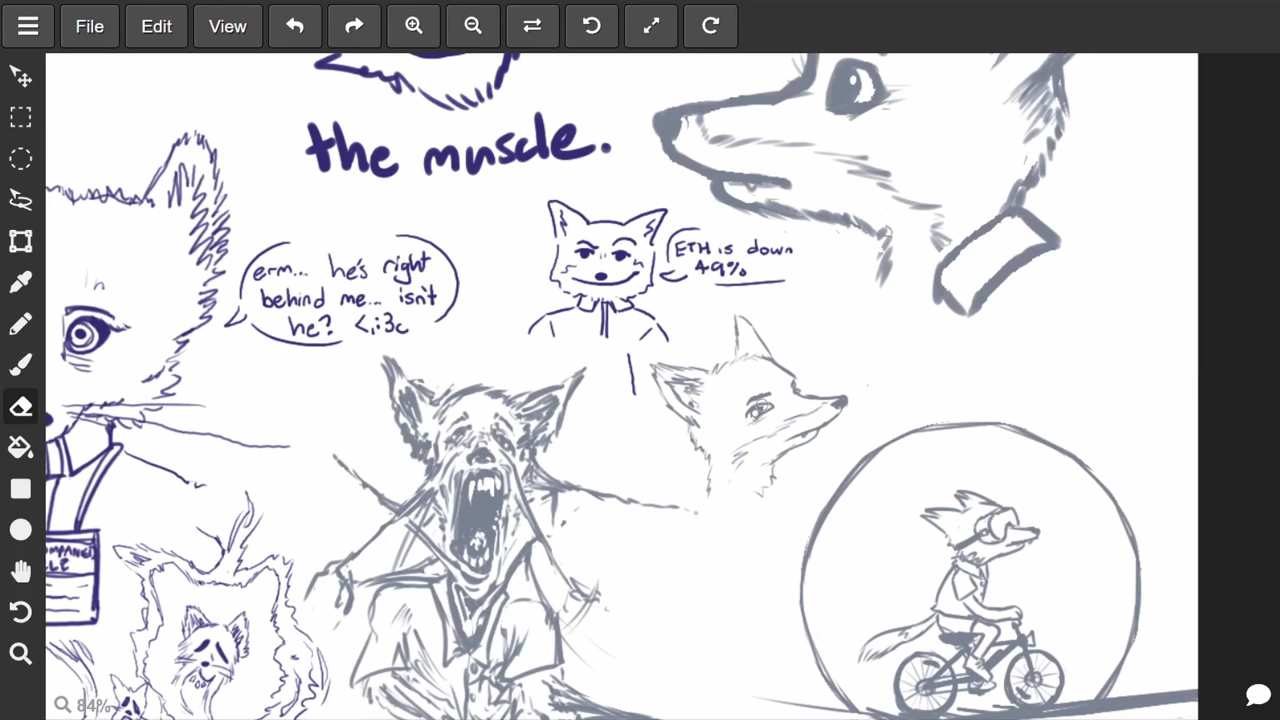 File
Edit
View
the muscle.
erm... he's right
behind me... isn't
he? <,:3c
ETH is down
49%
84%